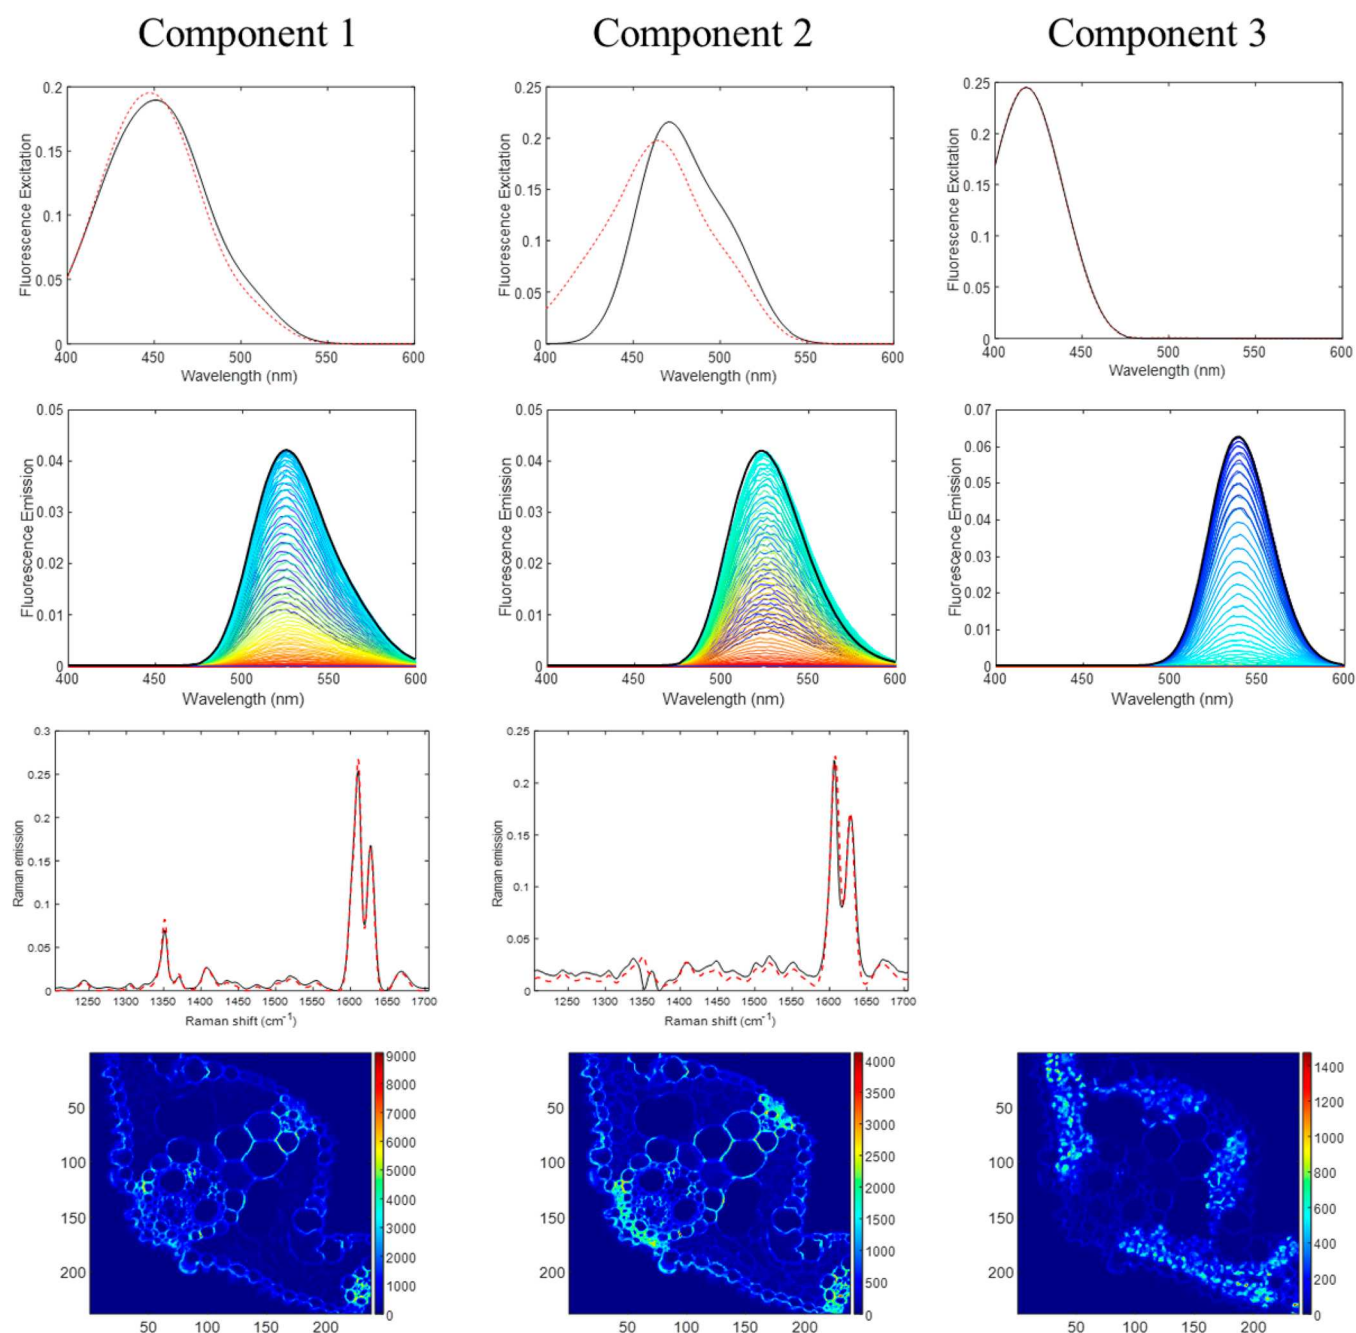 Component 1 Component 2 Component 3
0.2 0.25 0.25
0.15 0.2 0.2
0.1 0.15 0.15
0.05 0.1 0.1
0 0.05 0.05
0 0
Fluorescence Excitation Fluorescence Excitation Fluorescence Excitation
400 450 500 550 600 400 450 500 550 600 400 450 500 550 600
Wavelength (nm) Wavelength (nm) Wavelength (nm)
0.05 0.05 0.07
0.04 0.04 0.06
0.03 0.03 0.05
0.02 0.02 0.04
0.01 0.01 0.03
0 0 0.02
0.01
0
Fluorescence Emission Fluorescence Emission Fluorescence Emission
400 450 500 550 600 400 450 500 550 600 400 450 500 550 600
Wavelength (nm) Wavelength (nm) Wavelength (nm)
0.3 0.25
0.25 0.2
0.2 0.15
0.15 0.1
0.1 0.05
0.05 0
0
Raman emission Raman emission
1250 1300 1350 1400 1450 1500 1550 1600 1650 1700 1250 1300 1350 1400 1450 1500 1550 1600 1650 1700
Raman shift (cm-1) Raman shift (cm-1)
50 50 50
100 100 100
150 150 150
200 200 200
9000 4000 1400
8000 3500 1200
7000 3000 1000
6000 2500 800
5000 2000 600
4000 1500 400
3000 1000 200
2000 500 0
1000 0
0
50 100 150 200 50 100 150 200 50 100 150 200